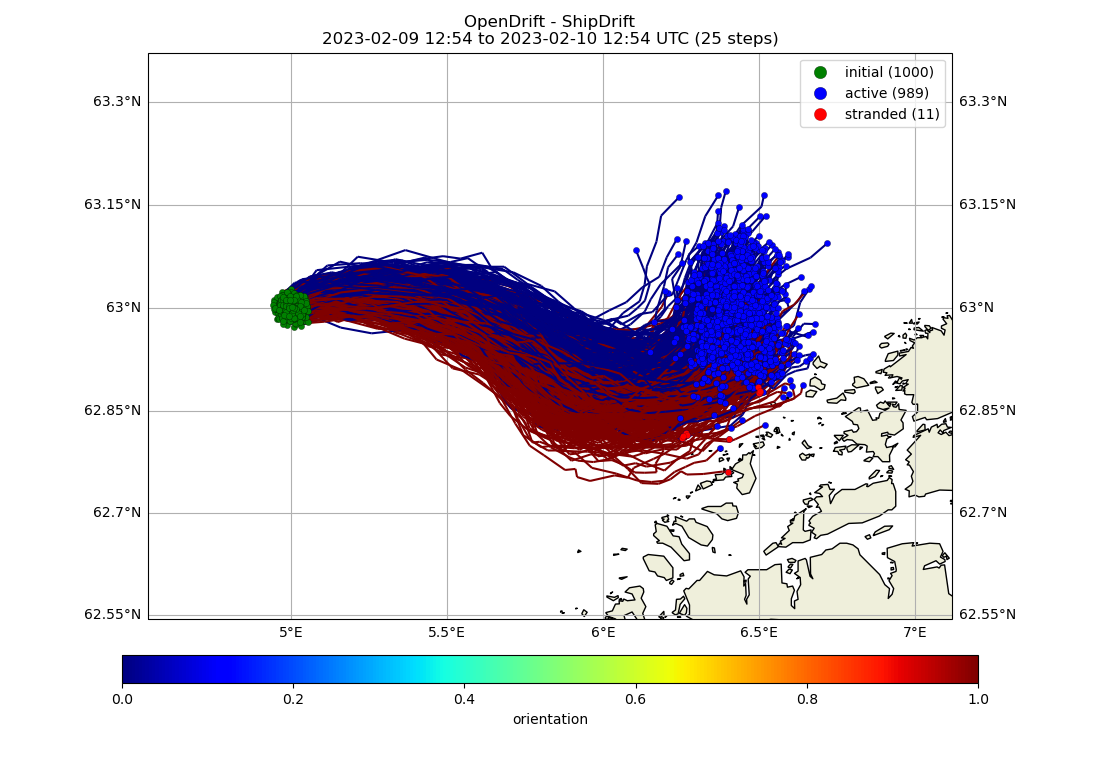 OpenDrift - ShipDrift
2023-02-09 12:54 to 2023-02-10 12:54 UTC (25 steps)
initial (1000)
active (989)
stranded (11)
63.3°N 63.3°N
63.15°N 63.15°N
63°N 63°N
62.85°N 62.85°N
62.7°N 62.7°N
62.55°N 62.55°N
5°E 5.5°E 6°E 6.5°E 7°E
0.0 0.2 0.4 0.6 0.8 1.0
orientation